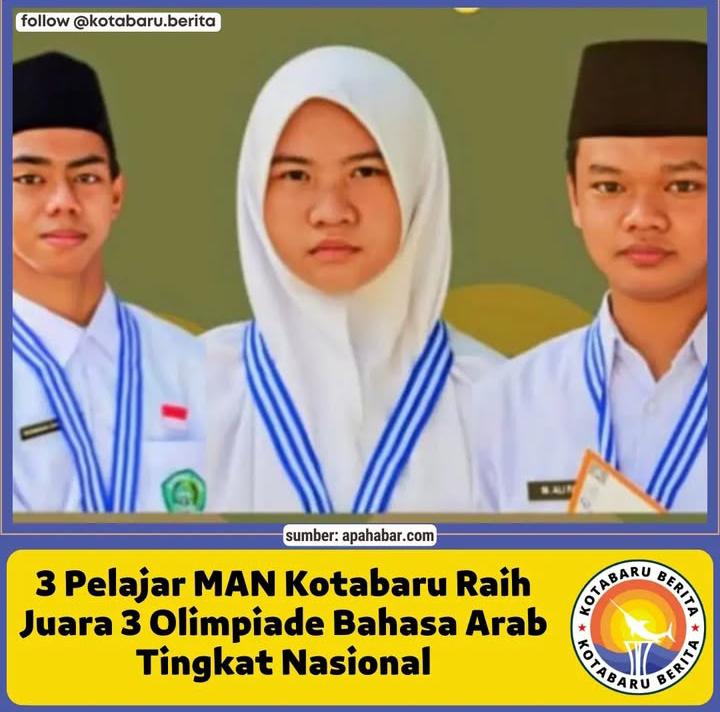 follow @kotabaru.berita
M. ALI
sumber: apahabar.com
3 Pelajar MAN Kotabaru Raih
Juara 3 Olimpiade Bahasa Arab
Tingkat Nasional
KOTABARU BERITA
KOTABARU BERITA